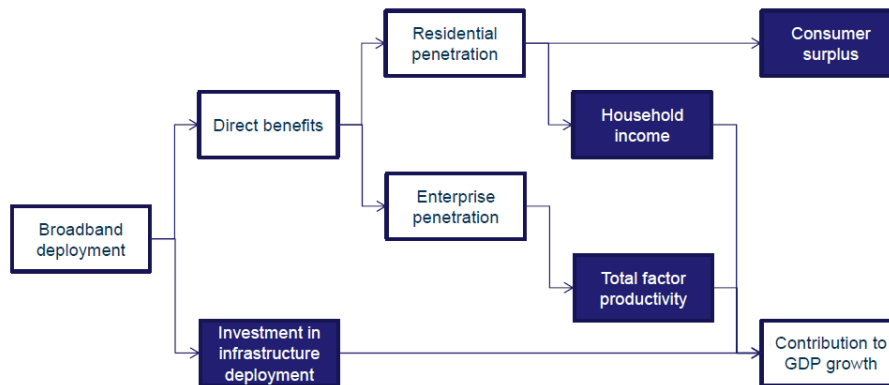 Residential
penetration
Consumer
surplus
Direct benefits
Household
income
Enterprise
penetration
Broadband
deployment
Total factor
productivity
Investment in
infrastructure
deployment
Contribution to
GDP growth